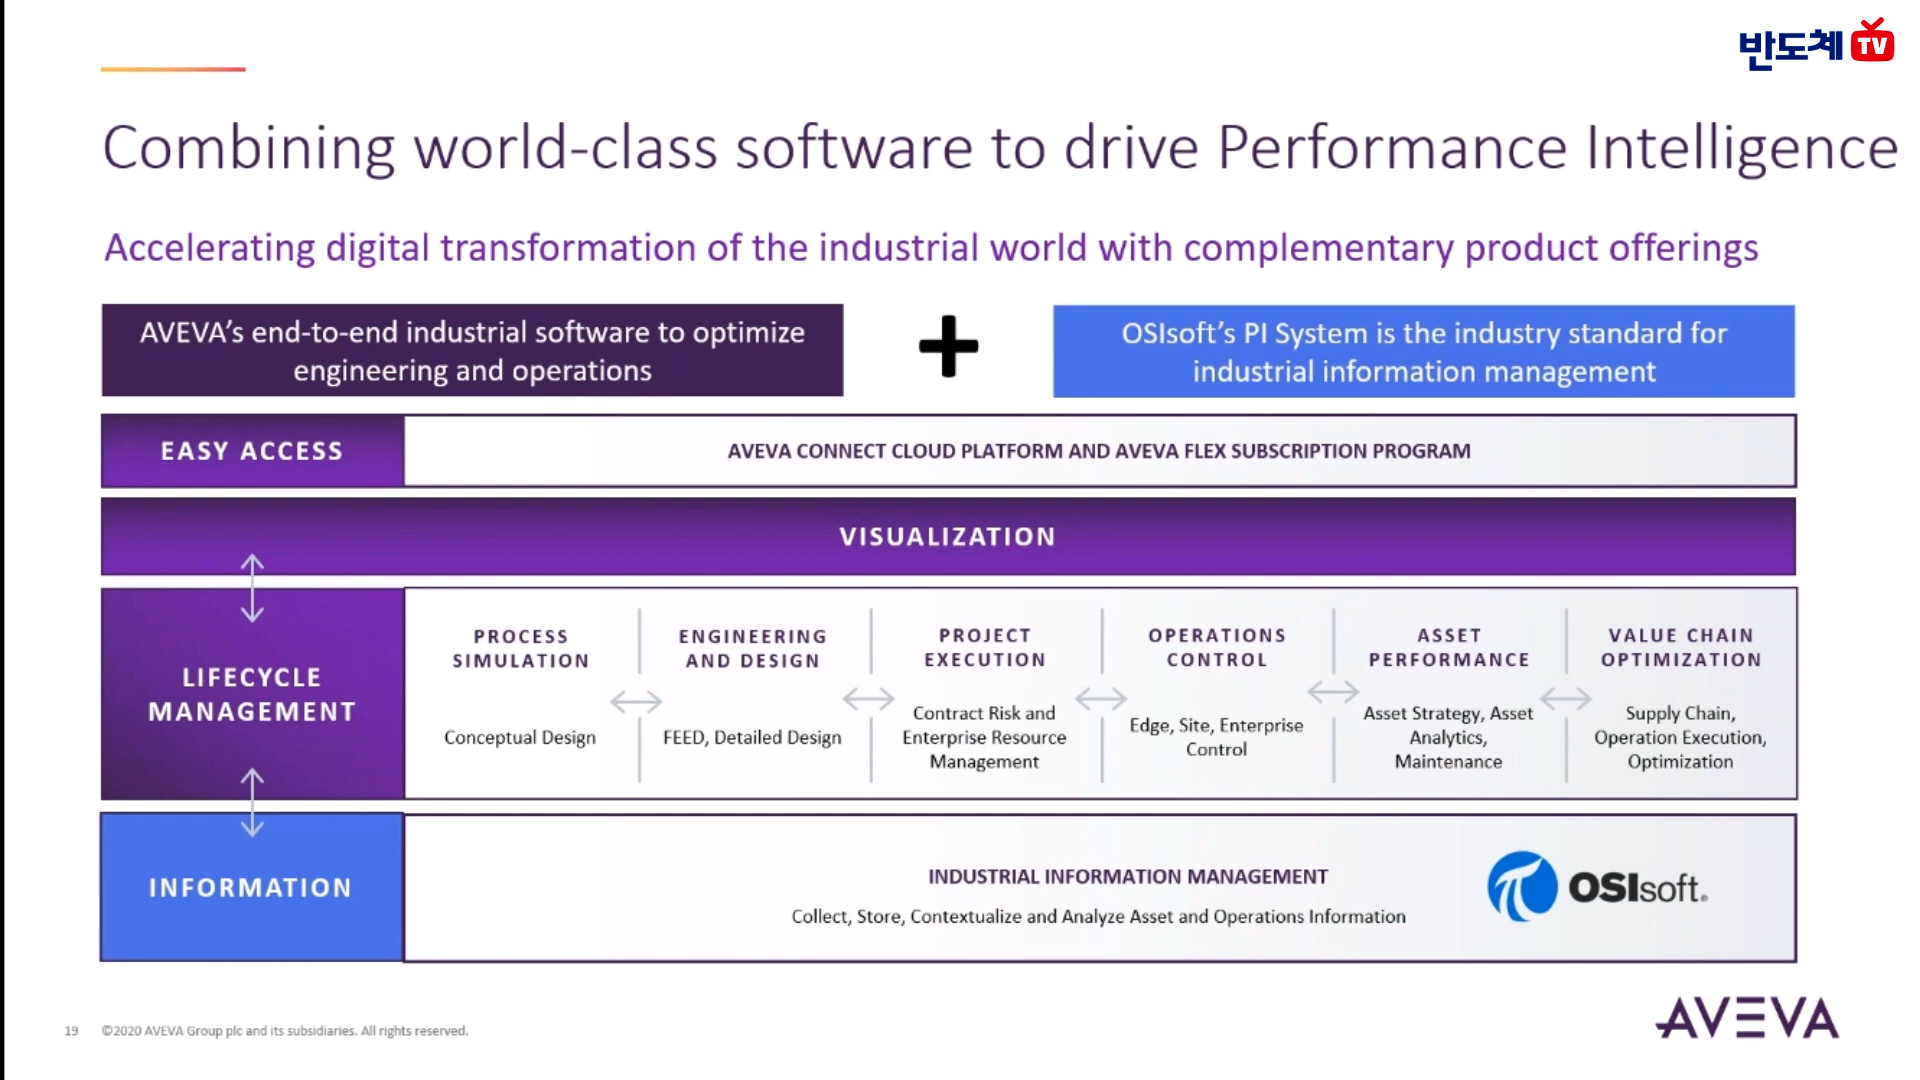 반도체 TV
Combining world-class software to drive Performance Intelligence
Accelerating digital transformation of the industrial world with complementary product offerings
AVEVA's end-to-end industrial software to optimize
engineering and operations
+
OSIsoft's PI System is the industry standard for
industrial information management
EASY ACCESS
AVEVA CONNECT CLOUD PLATFORM AND AVEVA FLEX SUBSCRIPTION PROGRAM
VISUALIZATION
LIFECYCLE
MANAGEMENT
PROCESS
SIMULATION
Conceptual Design
ENGINEERING
AND DESIGN
FEED, Detailed Design
PROJECT
EXECUTION
Contract Risk and
Enterprise Resource
Management
OPERATIONS
CONTROL
Edge, Site, Enterprise
Control
ASSET
PERFORMANCE
Asset Strategy, Asset
Analytics,
Maintenance
VALUE CHAIN
OPTIMIZATION
Supply Chain,
Operation Execution,
Optimization
INFORMATION
INDUSTRIAL INFORMATION MANAGEMENT
Collect, Store, Contextualize and Analyze Asset and Operations Information
OSIsoft.
19 ©2020 AVEVA Group plc and its subsidiaries. All rights reserved.
AVEVA